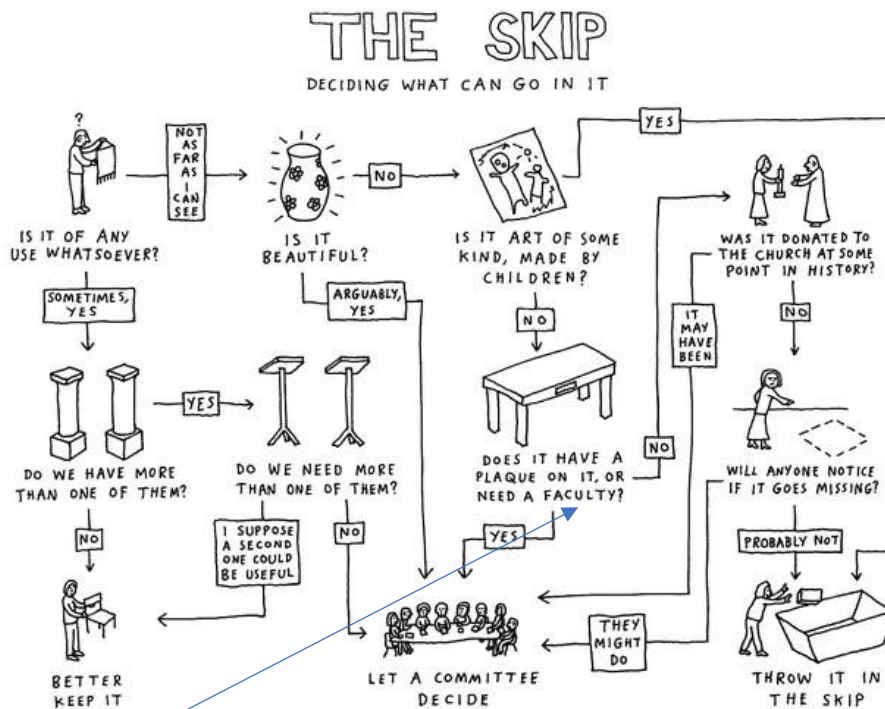 THE SKIP
DECIDING WHAT CAN GO IN IT
?
IS IT OF ANY
USE WHATSOEVER?
NOT
AS
FAR
AS
I
CAN
SEE
IS IT
BEAUTIFUL?
NO
IS IT ART OF SOME
KIND, MADE BY
CHILDREN?
YES
WAS IT DONATED TO
THE CHURCH AT SOME
POINT IN HISTORY?
SOMETIMES,
YES
ARGUABLY,
YES
NO
IT
MAY
HAVE
BEEN
NO
DO WE HAVE MORE
THAN ONE OF THEM?
YES
DO WE NEED MORE
THAN ONE OF THEM?
DOES IT HAVE A
PLAQUE ON IT, OR
NEED A FACULTY?
NO
WILL ANYONE NOTICE
IF IT GOES MISSING?
NO
I SUPPOSE
A SECOND
ONE COULD
BE USEFUL
NO
YES
PROBABLY NOT
BETTER
KEEP IT
LET A COMMITTEE
DECIDE
THEY
MIGHT
DO
THROW IT IN
THE SKIP